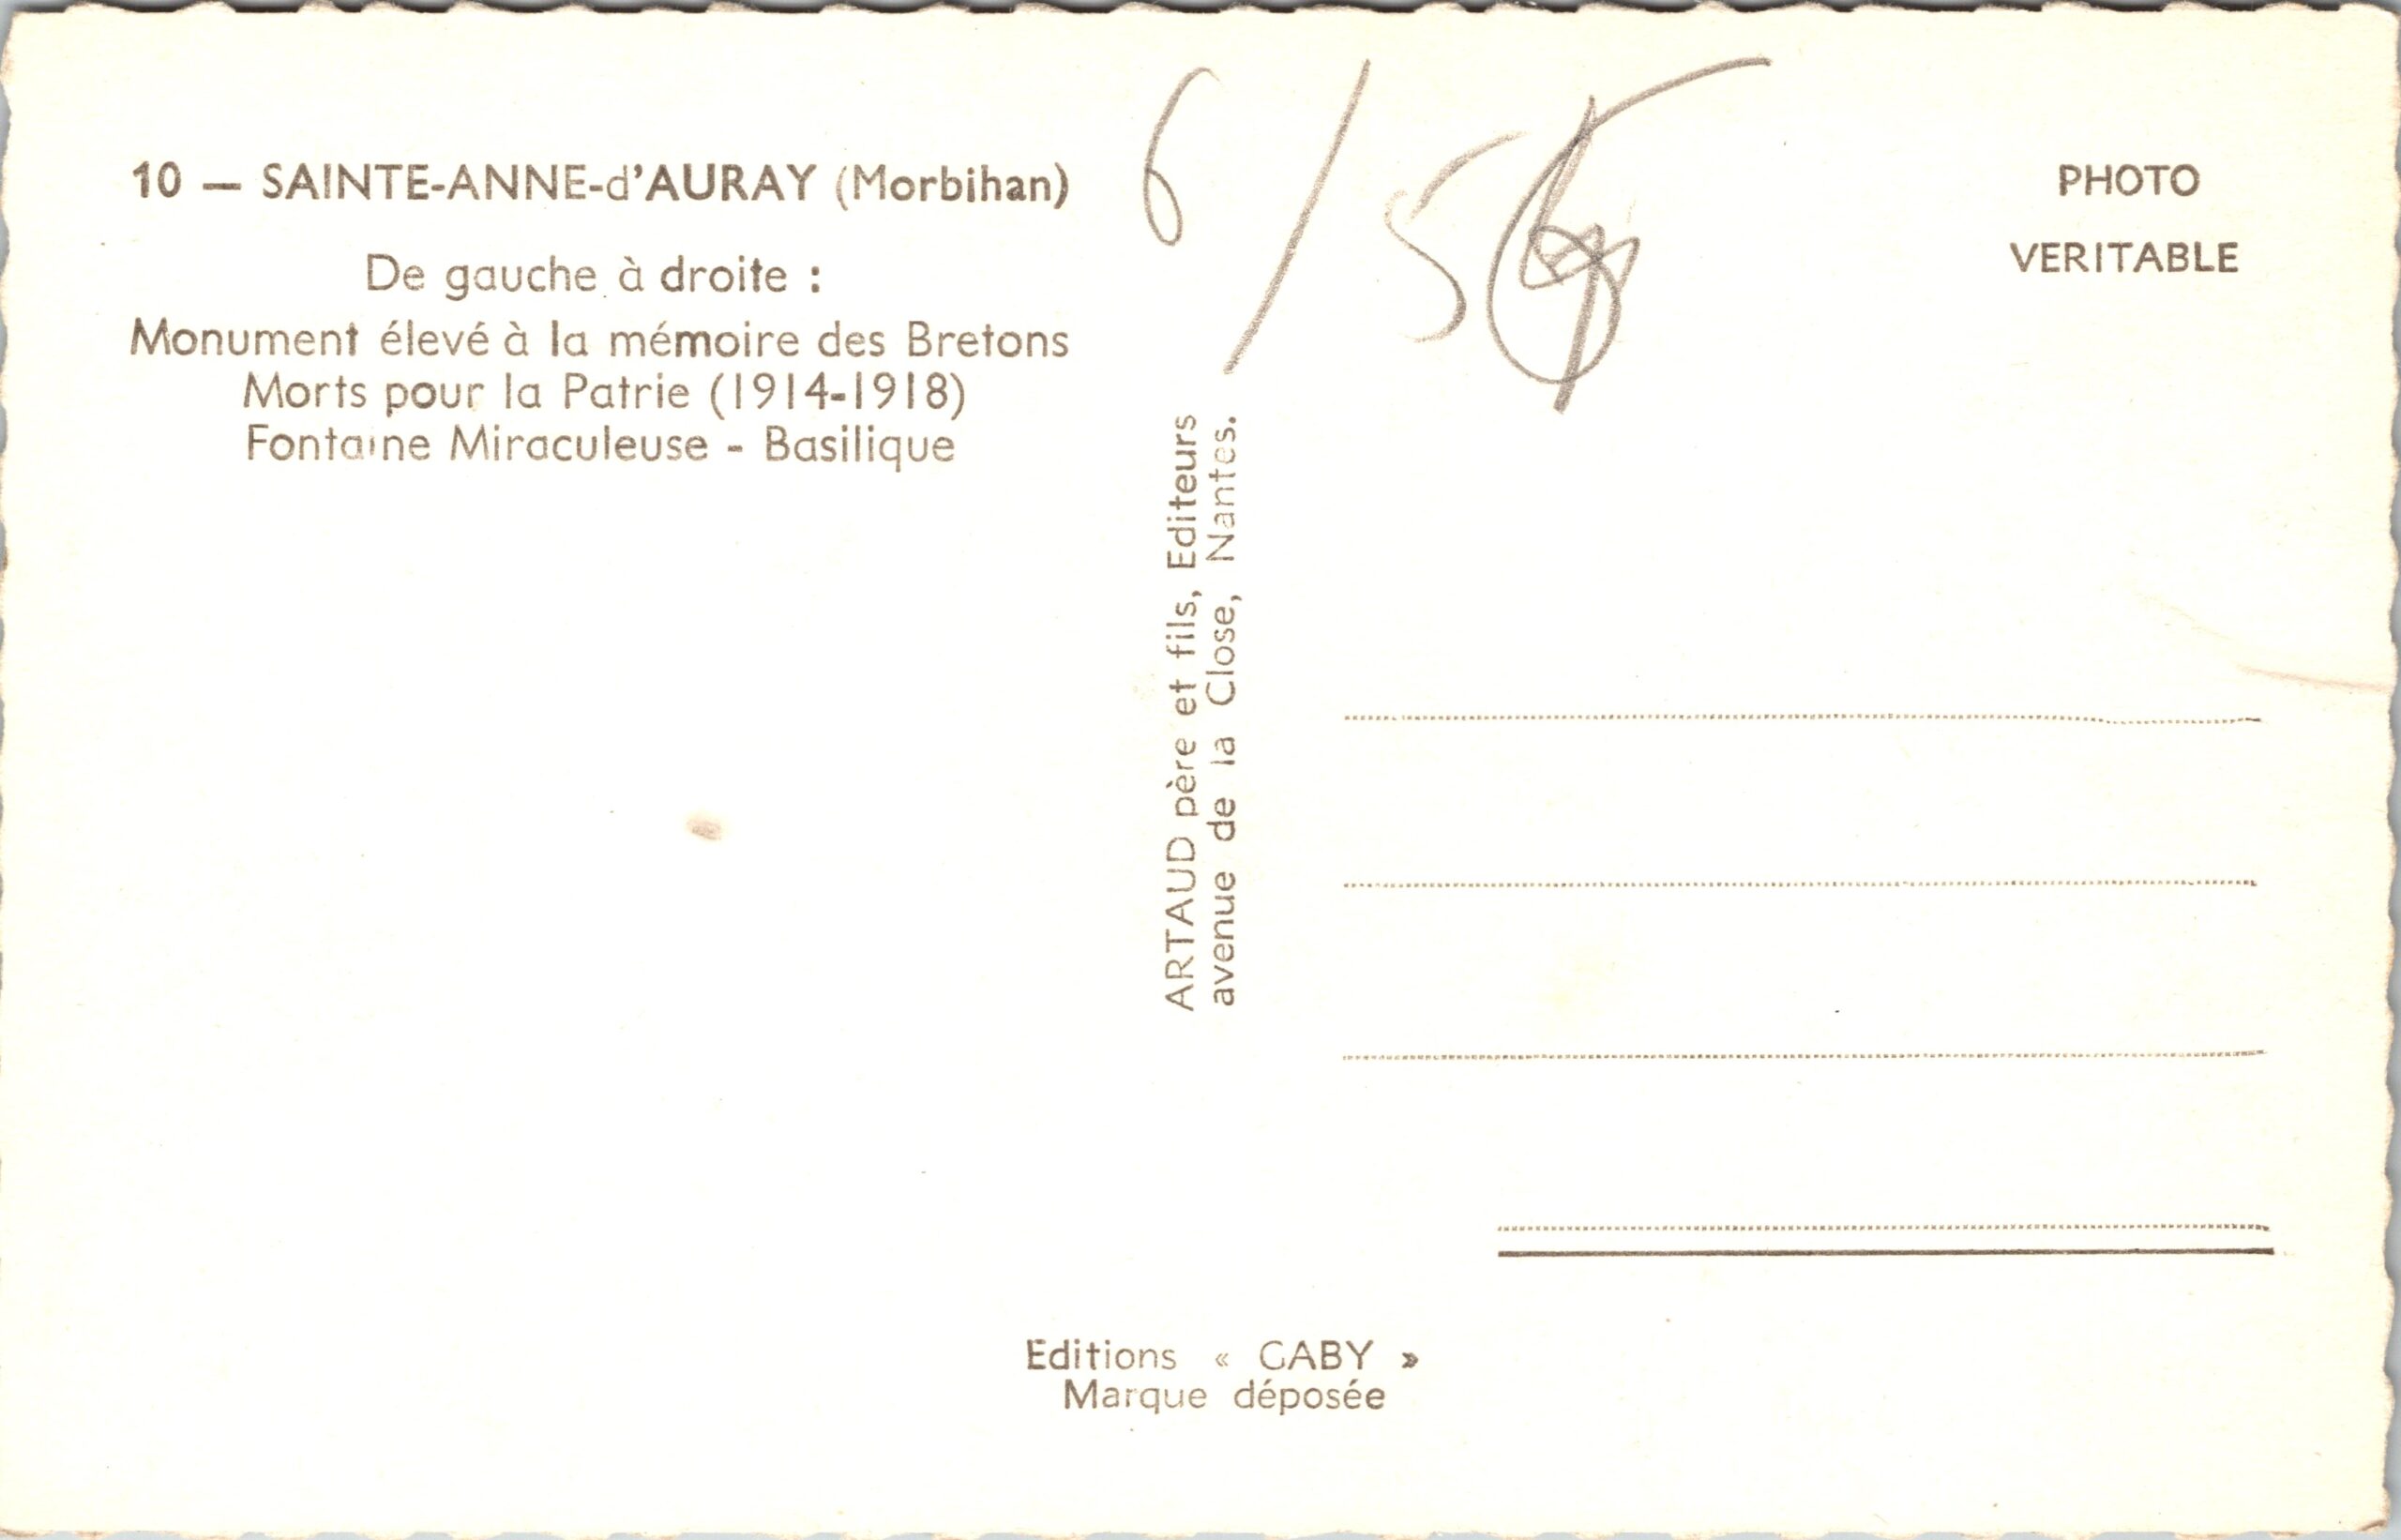 10 — SAINTE-ANNE-d'AURAY (Morbihan)
De gauche à droite :
Monument élevé à la mémoire des Bretons
Morts pour la Patrie (1914-1918)
Fontaine Miraculeuse - Basilique
6/5
PHOTO
VERITABLE
ARTAUD père et fils, Editeurs
avenue de la Close, Nantes.
Editions « GABY »
Marque déposée